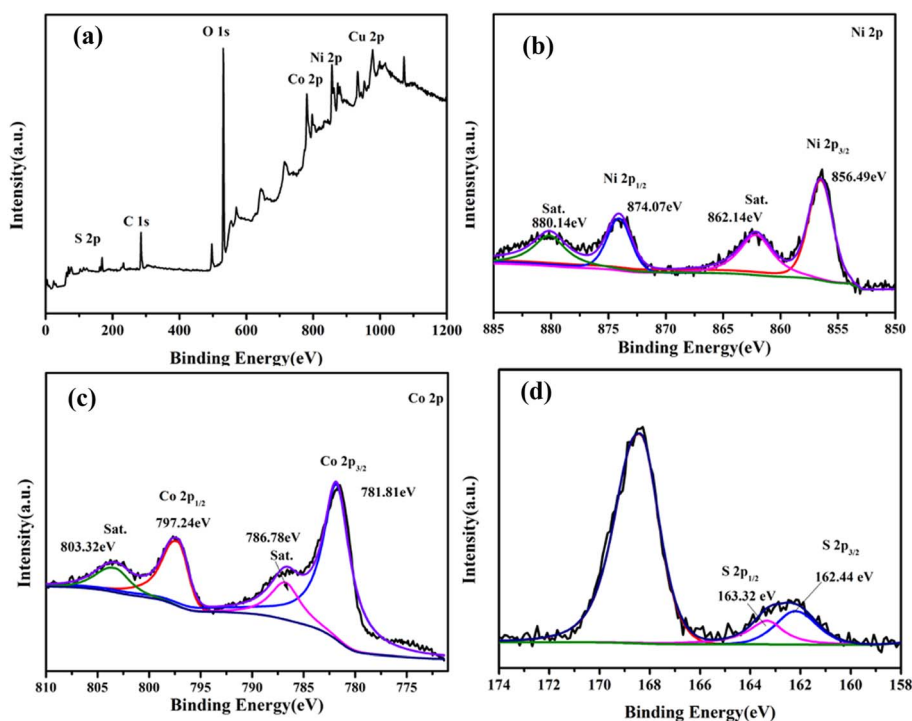 (a)
O 1s
Cu 2p
Ni 2p
Co 2p
C 1s
S 2p
Intensity(a.u.)
0 200 400 600 800 1000 1200
Binding Energy(eV)
(b)
Ni 2p
Ni 2p3/2
856.49eV
Ni 2p1/2
874.07eV
Sat.
862.14eV
Sat.
880.14eV
Intensity(a.u.)
885 880 875 870 865 860 855 850
Binding Energy(eV)
(c)
Co 2p
Co 2p3/2
781.81eV
Co 2p1/2
797.24eV
786.78eV
Sat.
Sat.
803.32eV
Intensity(a.u.)
810 805 800 795 790 785 780 775
Binding Energy(eV)
(d)
S 2p3/2
162.44 eV
S 2p1/2
163.32 eV
Intensity(a.u.)
174 172 170 168 166 164 162 160 158
Binding Energy(eV)